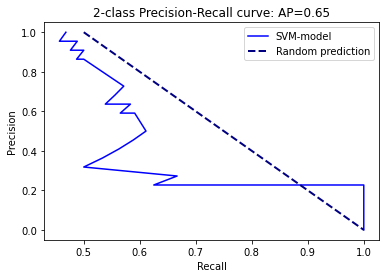 2-class Precision-Recall curve: AP=0.65
SVM-model
Random prediction
Precision
1.0
0.8
0.6
0.4
0.2
0.0
0.5 0.6 0.7 0.8 0.9 1.0
Recall